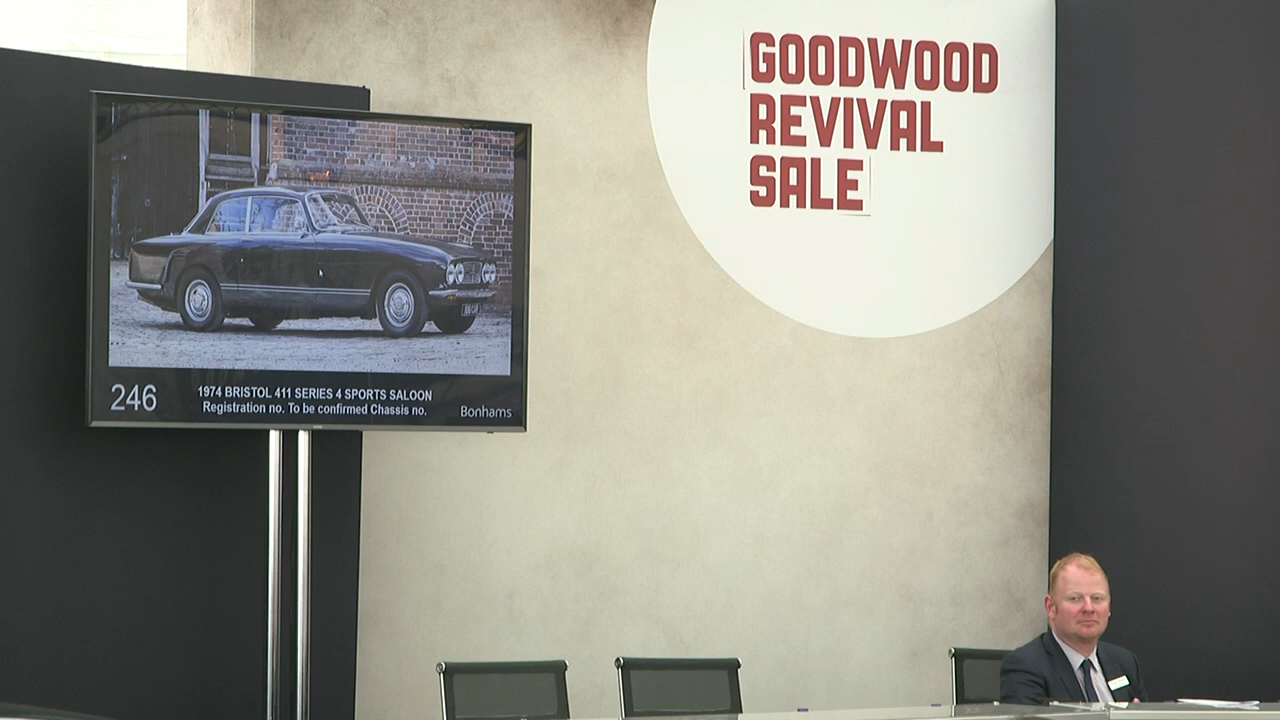 GOODWOOD
REVIVAL
SALE
246
1974 BRISTOL 411 SERIES 4 SPORTS SALOON
Registration no. To be confirmed Chassis no.
Bonhams